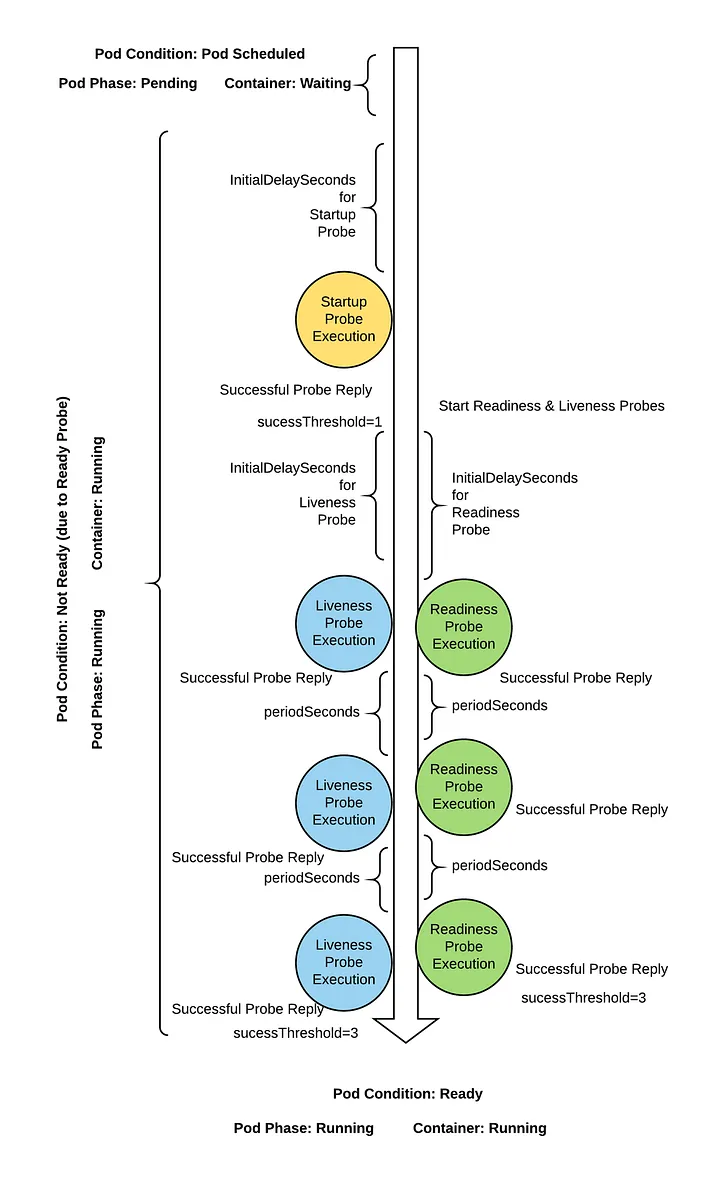 Pod Condition: Pod Scheduled
Pod Phase: Pending
Container: Waiting
InitialDelaySeconds
for
Startup
Probe
Startup
Probe
Execution
Successful Probe Reply
sucessThreshold=1
Start Readiness & Liveness Probes
InitialDelaySeconds
for
Liveness
Probe
InitialDelaySeconds
for
Readiness
Probe
Pod Condition: Not Ready (due to Ready Probe)
Pod Phase: Running
Container: Running
Liveness
Probe
Execution
Readiness
Probe
Execution
Successful Probe Reply
Successful Probe Reply
periodSeconds
periodSeconds
Liveness
Probe
Execution
Readiness
Probe
Execution
Successful Probe Reply
Successful Probe Reply
periodSeconds
periodSeconds
Liveness
Probe
Execution
Readiness
Probe
Execution
Successful Probe Reply
sucessThreshold=3
Successful Probe Reply
sucessThreshold=3
Pod Condition: Ready
Pod Phase: Running
Container: Running